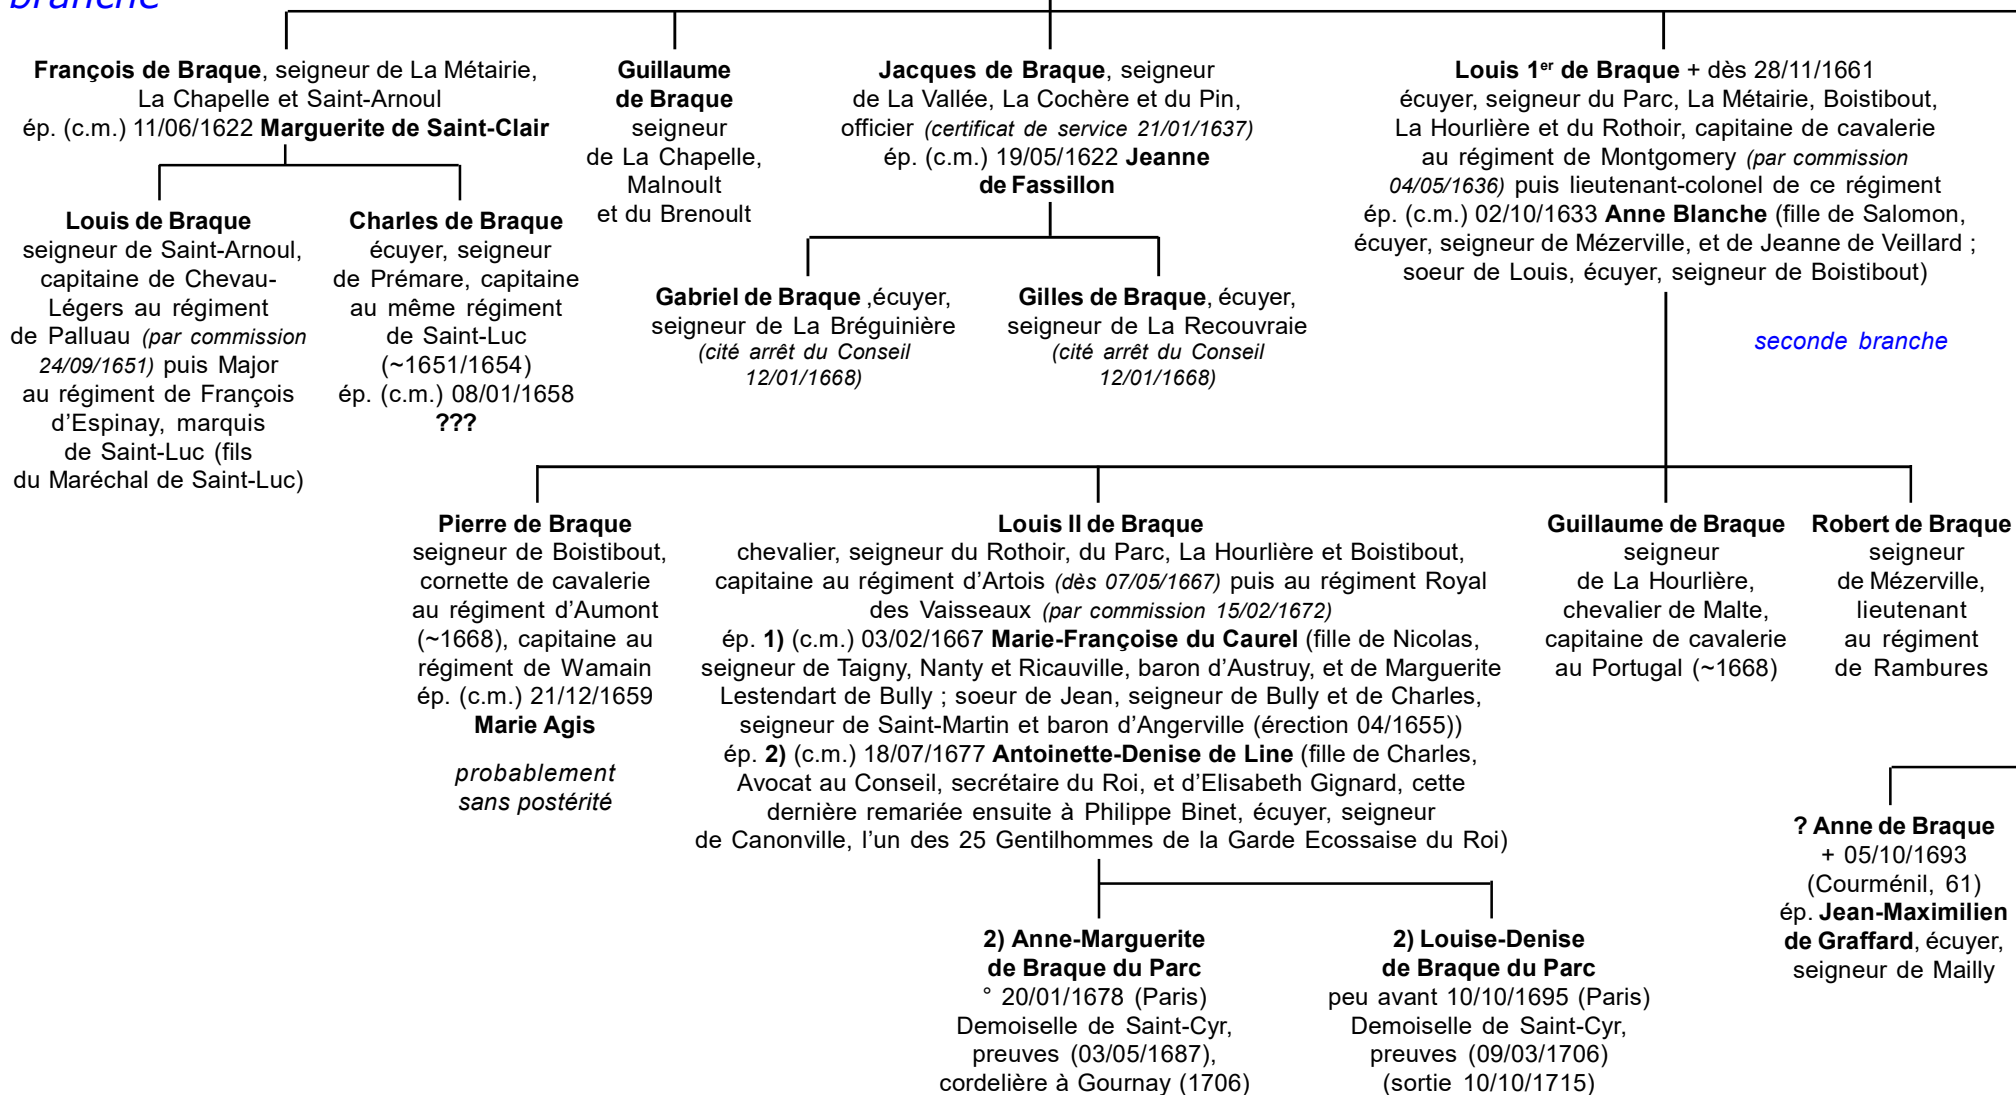 branche
François de Braque, seigneur de La Métairie,
La Chapelle et Saint-Arnoul
ép. (c.m.) 11/06/1622 Marguerite de Saint-Clair
Guillaume
de Braque
seigneur
de La Chapelle,
Malnoult
et du Brenoult
Jacques de Braque, seigneur
de La Vallée, La Cochère et du Pin,
officier (certificat de service 21/01/1637)
ép. (c.m.) 19/05/1622 Jeanne
de Fassillon
Louis 1er de Braque + dès 28/11/1661
écuyer, seigneur du Parc, La Métairie, Boistibout,
La Hourlière et du Rothoir, capitaine de cavalerie
au régiment de Montgomery (par commission
04/05/1636) puis lieutenant-colonel de ce régiment
ép. (c.m.) 02/10/1633 Anne Blanche (fille de Salomon,
écuyer, seigneur de Mézerville, et de Jeanne de Veillard ;
soeur de Louis, écuyer, seigneur de Boistibout)
Louis de Braque
seigneur de Saint-Arnoul,
capitaine de Chevau-
Légers au régiment
de Palluau (par commission
24/09/1651) puis Major
au régiment de François
d'Espinay, marquis
de Saint-Luc (fils
du Maréchal de Saint-Luc)
Charles de Braque
écuyer, seigneur
de Prémare, capitaine
au même régiment
de Saint-Luc
(~1651/1654)
ép. (c.m.) 08/01/1658
???
Gabriel de Braque ,écuyer,
seigneur de La Bréguinière
(cité arrêt du Conseil
12/01/1668)
Gilles de Braque, écuyer,
seigneur de La Recouvraie
(cité arrêt du Conseil
12/01/1668)
seconde branche
Pierre de Braque
seigneur de Boistibout,
cornette de cavalerie
au régiment d'Aumont
(~1668), capitaine au
régiment de Wamain
ép. (c.m.) 21/12/1659
Marie Agis
probablement
sans postérité
Louis II de Braque
chevalier, seigneur du Rothoir, du Parc, La Hourlière et Boistibout,
capitaine au régiment d'Artois (dès 07/05/1667) puis au régiment Royal
des Vaisseaux (par commission 15/02/1672)
ép. 1) (c.m.) 03/02/1667 Marie-Françoise du Caurel (fille de Nicolas,
seigneur de Taigny, Nanty et Ricauville, baron d'Austruy, et de Marguerite
Lestendart de Bully ; soeur de Jean, seigneur de Bully et de Charles,
seigneur de Saint-Martin et baron d'Angerville (érection 04/1655))
ép. 2) (c.m.) 18/07/1677 Antoinette-Denise de Line (fille de Charles,
Avocat au Conseil, secrétaire du Roi, et d'Elisabeth Gignard, cette
dernière remariée ensuite à Philippe Binet, écuyer, seigneur
de Canonville, l'un des 25 Gentilhommes de la Garde Ecossaise du Roi)
Guillaume de Braque
seigneur
de La Hourlière,
chevalier de Malte,
capitaine de cavalerie
au Portugal (~1668)
Robert de Braque
seigneur
de Mézerville,
lieutenant
au régiment
de Rambures
? Anne de Braque
+ 05/10/1693
(Courménil, 61)
ép. Jean-Maximilien
de Graffard, écuyer,
seigneur de Mailly
2) Anne-Marguerite
de Braque du Parc
° 20/01/1678 (Paris)
Demoiselle de Saint-Cyr,
preuves (03/05/1687),
cordelière à Gournay (1706)
2) Louise-Denise
de Braque du Parc
peu avant 10/10/1695 (Paris)
Demoiselle de Saint-Cyr,
preuves (09/03/1706)
(sortie 10/10/1715)